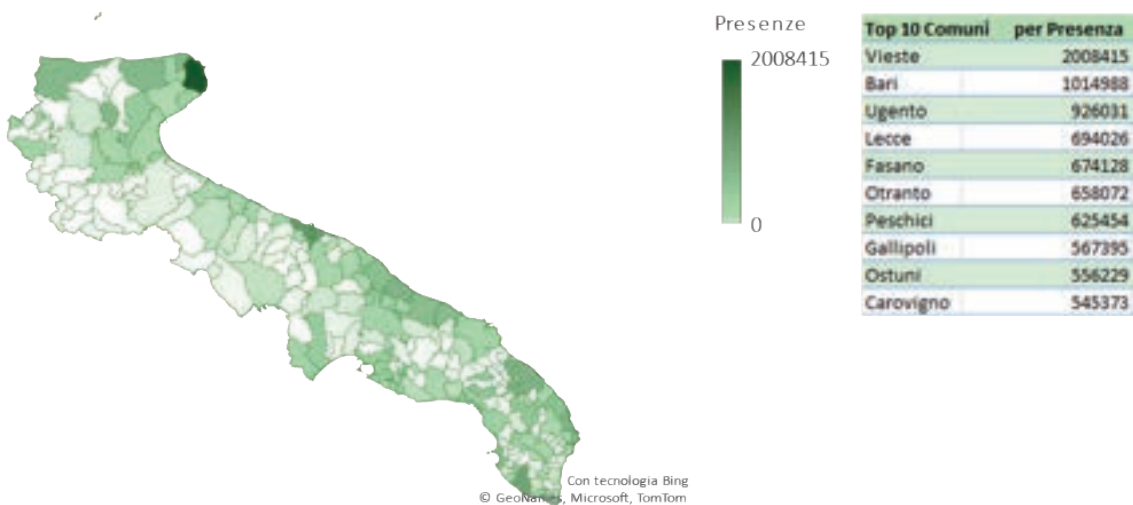 Presenze
2008415
0
Top 10 Comuni per Presenza
Vieste 2008415
Bari 1014988
Ugento 926031
Lecce 694026
Fasano 674128
Otranto 658072
Peschici 625454
Gallipoli 567395
Ostuni 556229
Carovigno 545373
Con tecnologia Bing
© GeoNames, Microsoft, TomTom